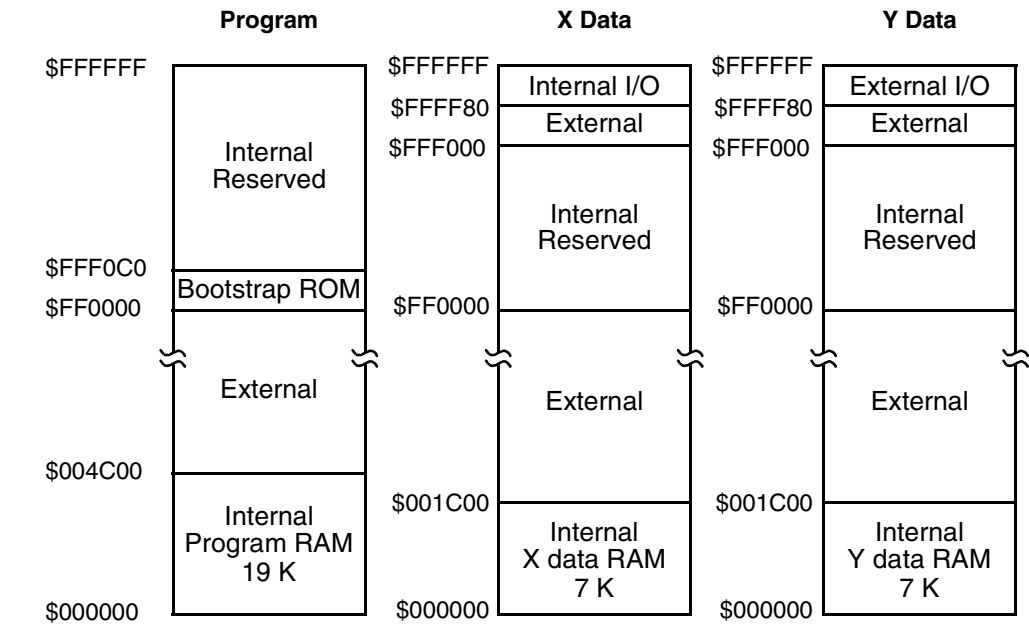 Program
$FFFFFF
Internal
Reserved
$FFF0C0
Bootstrap ROM
$FF0000
External
$004C00
Internal
Program RAM
19 K
$000000
X Data
$FFFFFF
Internal I/O
$FFFF80
External
$FFF000
Internal
Reserved
$FF0000
External
$001C00
Internal
X data RAM
7 K
$000000
Y Data
$FFFFFF
External I/O
$FFFF80
External
$FFF000
Internal
Reserved
$FF0000
External
$001C00
Internal
Y data RAM
7 K
$000000